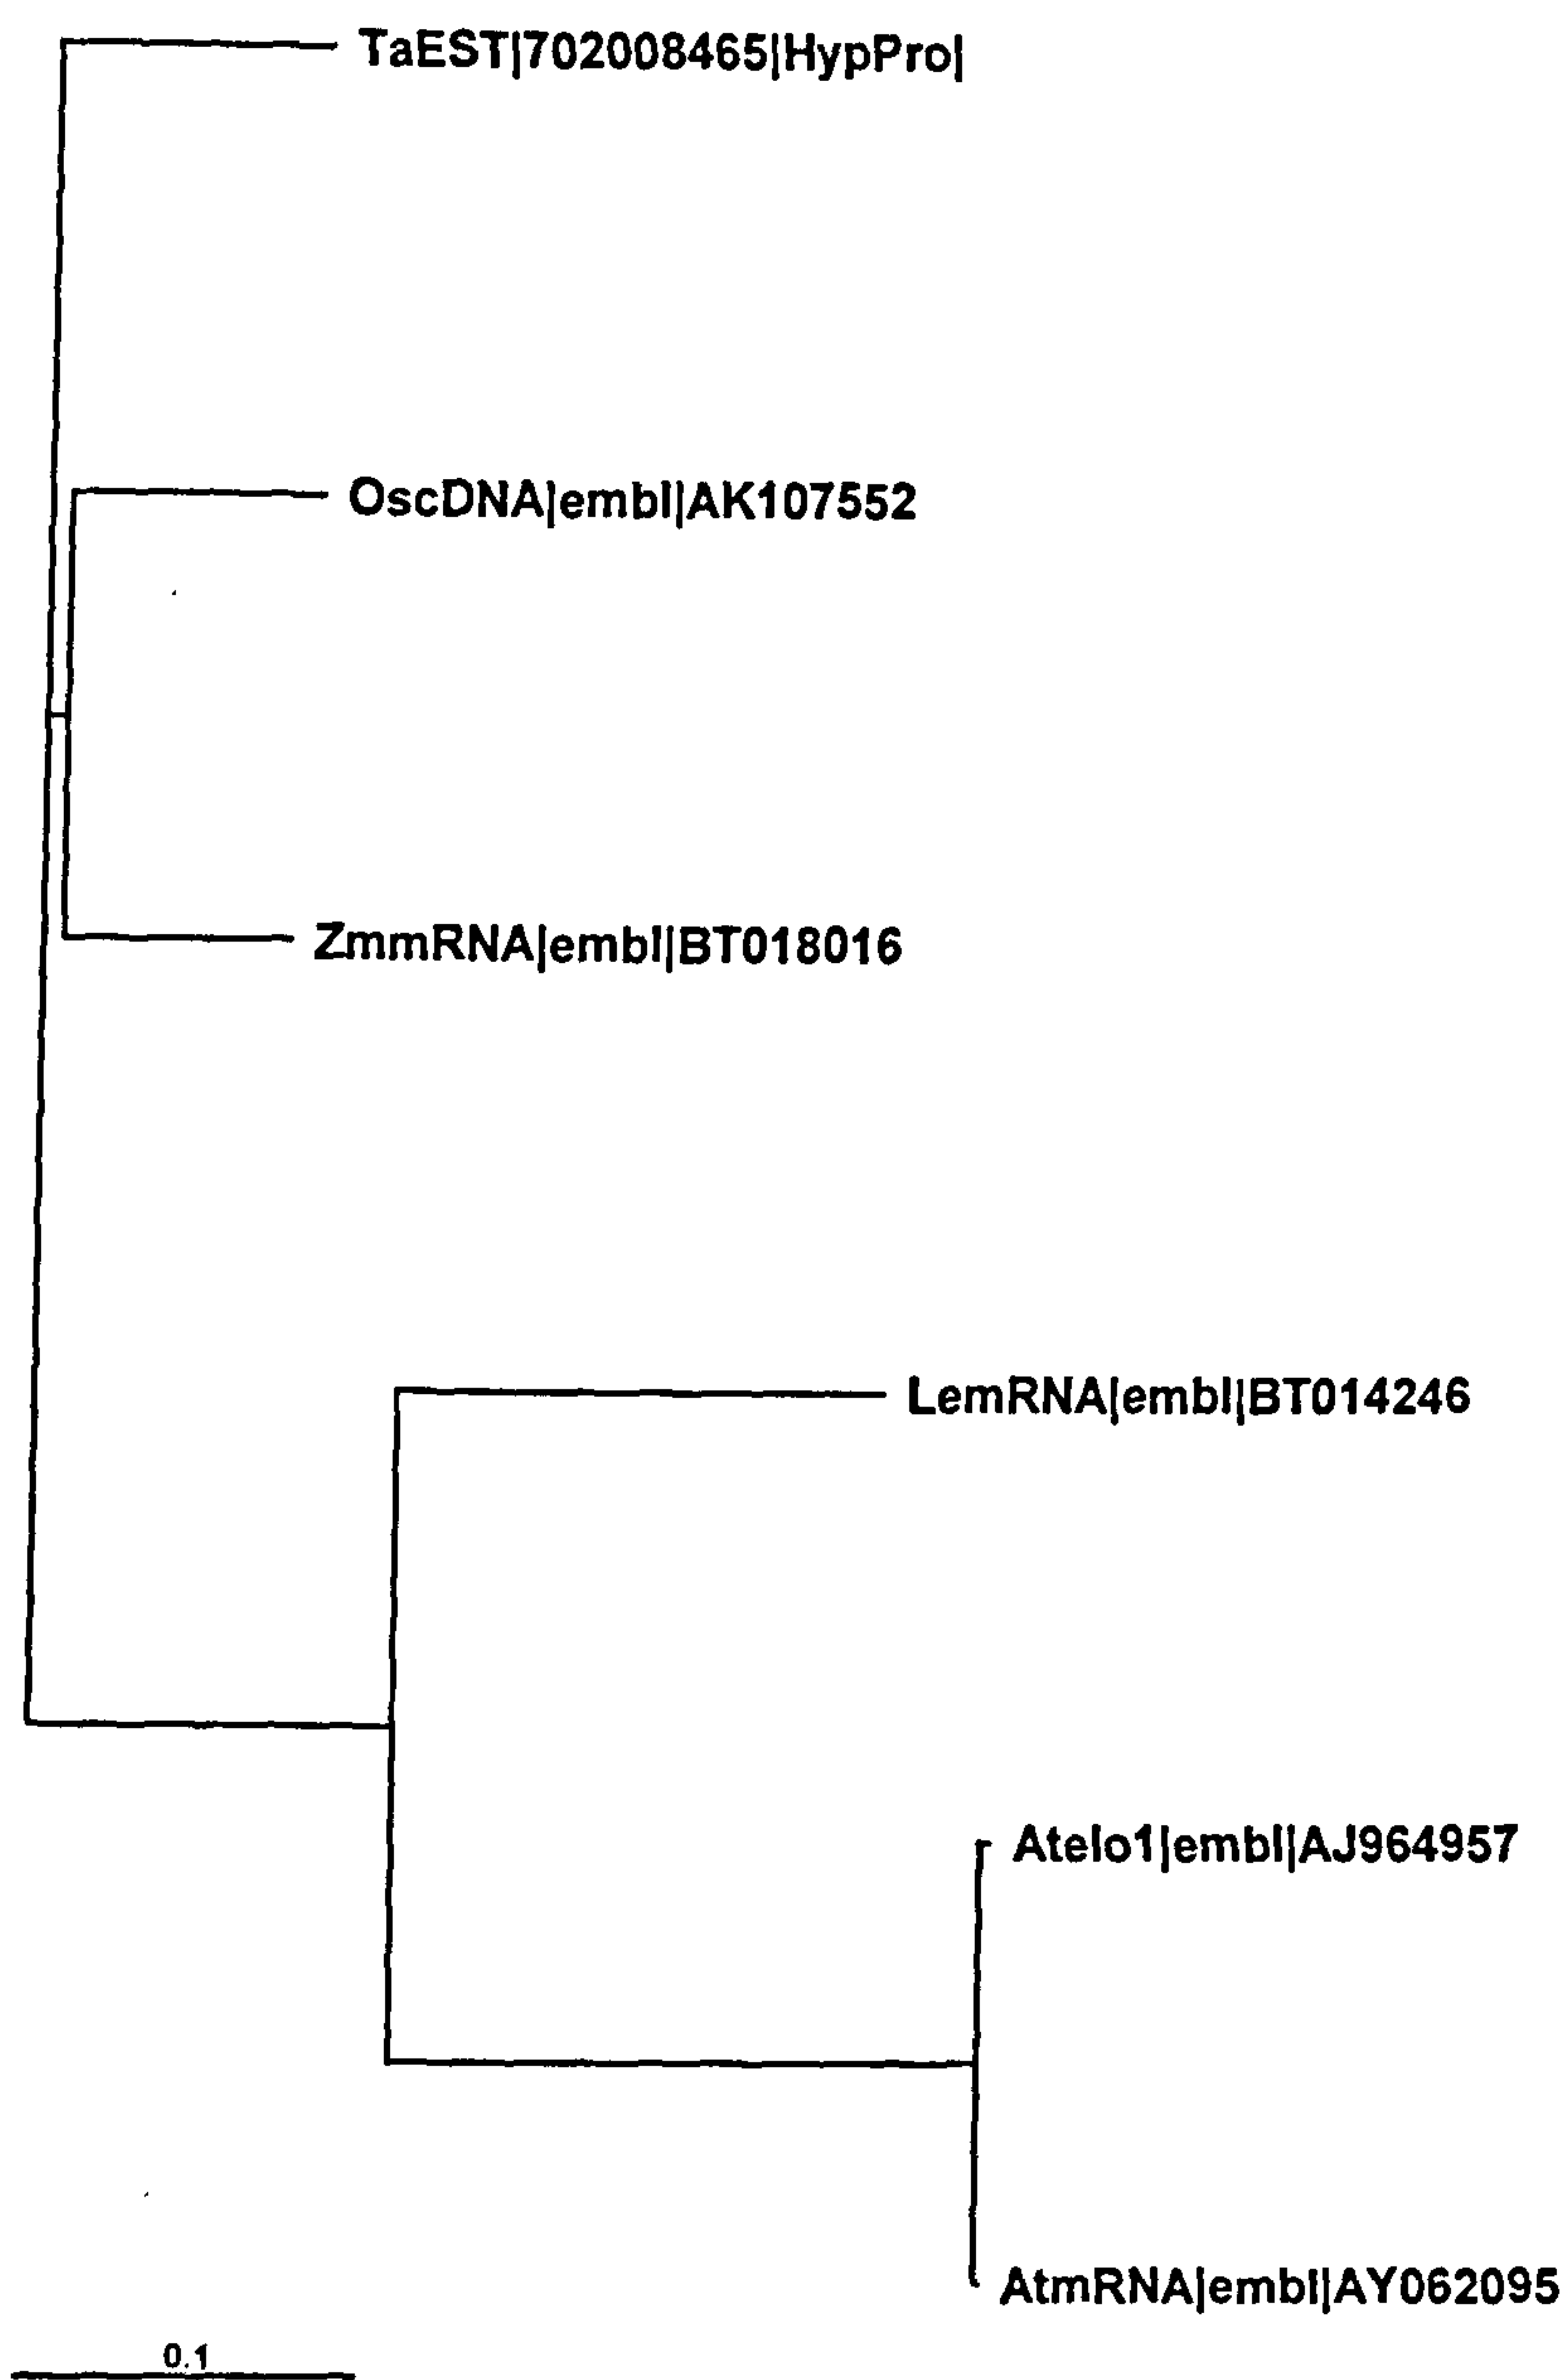 TaEST|702008465|HypPro|
OscDNA|embl|AK107552
ZmmRNA|embl|BT018016
LemRNA|embl|BT014246
Atelo1|embl|AJ964957
AtmRNA|embl|AY062095
0.1